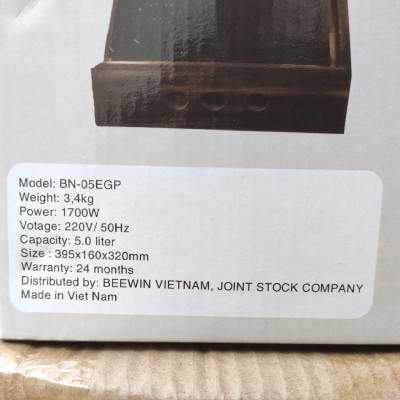 Model: BN-05EGP
Weight: 3,4kg
Power: 1700W
Votage: 220V/ 50Hz
Capacity: 5.0 liter
Size : 395x160x320mm
Warranty: 24 months
Distributed by: BEEWIN VIETNAM, JOINT STOCK COMPANY
Made in Viet Nam